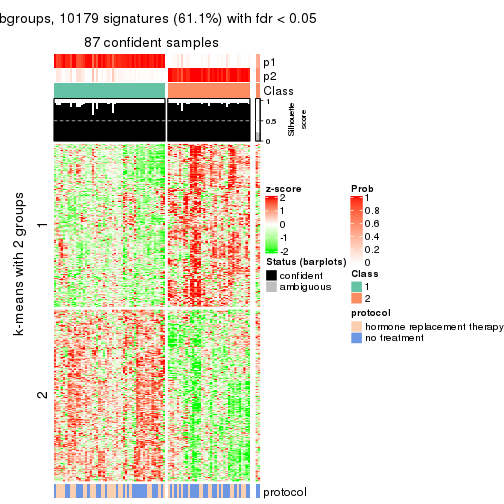 bgroups, 10179 signatures (61.1%) with fdr < 0.05
87 confident samples
p1
p2
Class
1
0.5
0
Silhouette
score
k-means with 2 groups
1
2
z-score
2
1
0
-1
-2
Prob
1
0.8
0.6
0.4
0.2
0
Status (barplots)
confident
ambiguous
Class
1
2
protocol
hormone replacement therapy
no treatment
protocol